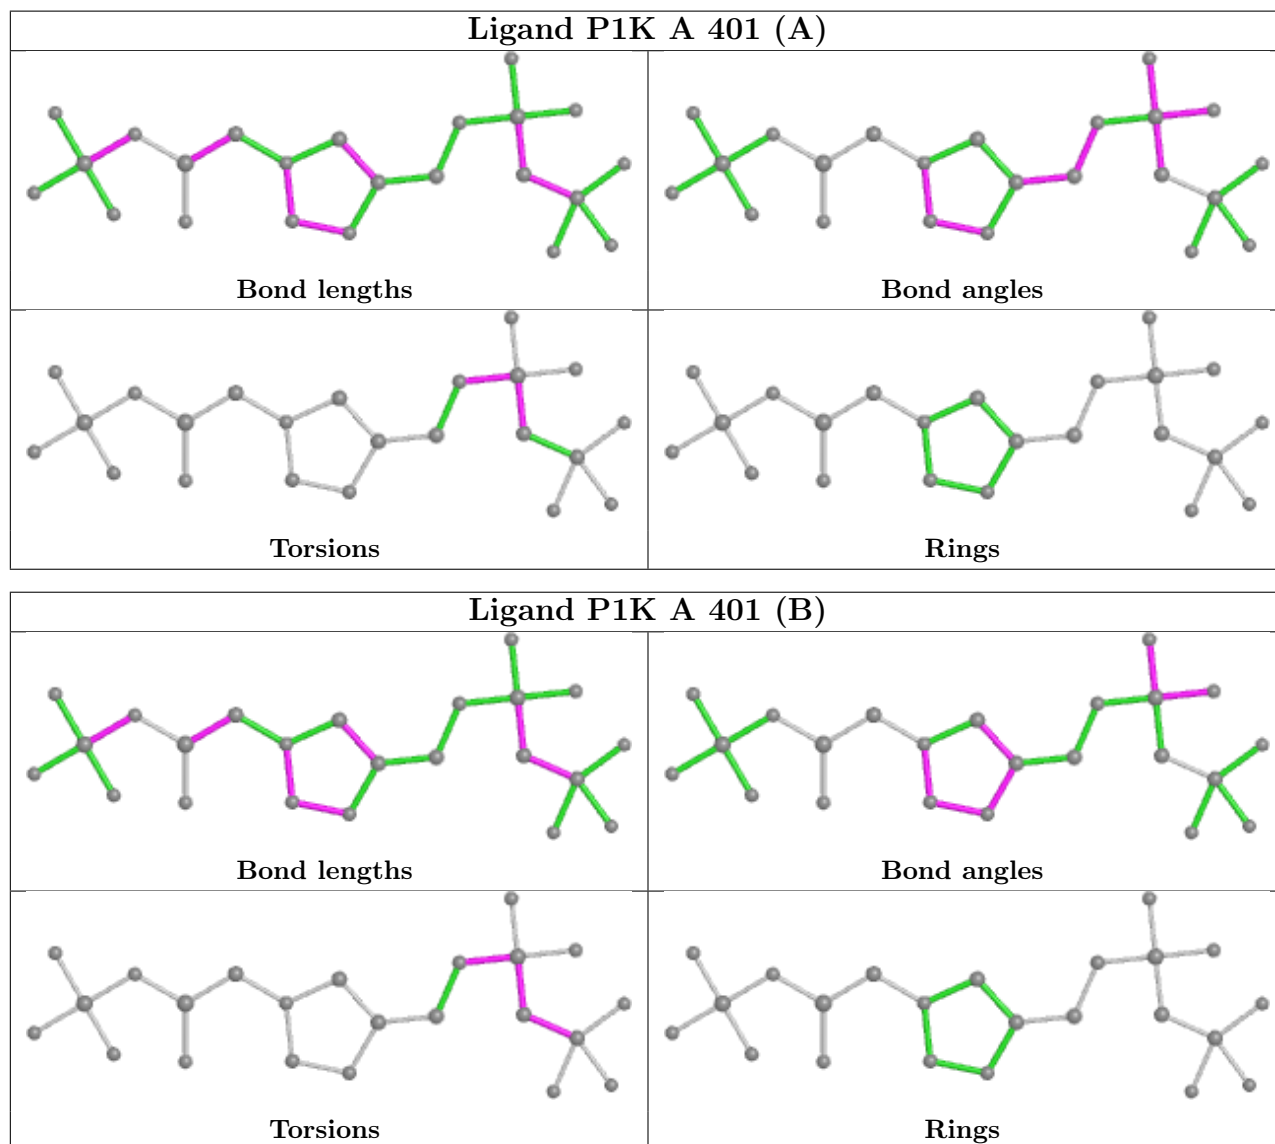 Ligand P1K A 401 (A)
Bond lengths
Bond angles
Torsions
Rings
Ligand P1K A 401 (B)
Bond lengths
Bond angles
Torsions
Rings